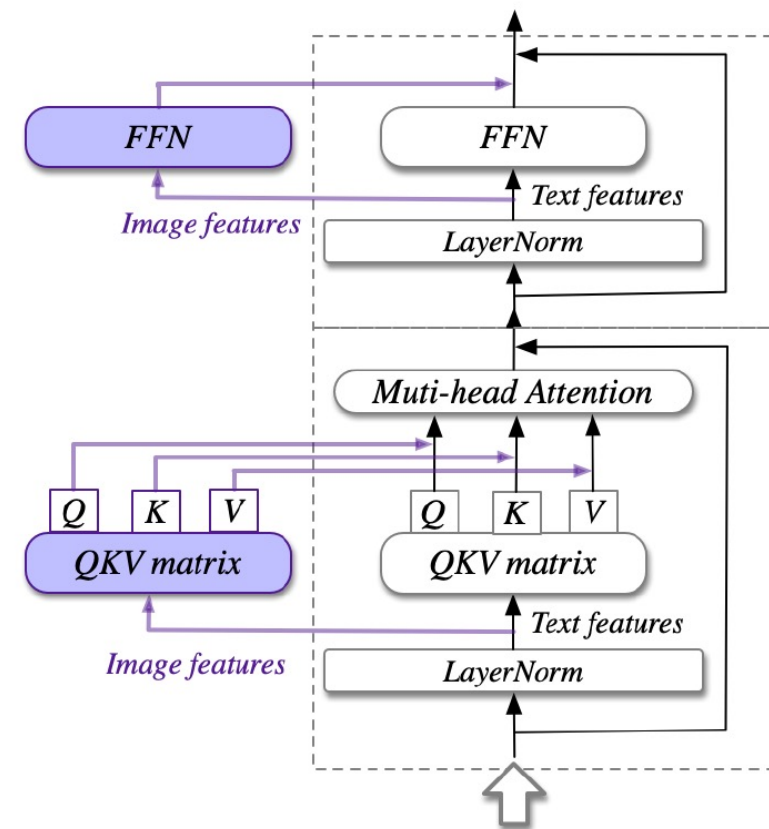 FFN
FFN
Image features
Text features
LayerNorm
Muti-head Attention
Q K V
Q K V
QKV matrix
QKV matrix
Text features
Image features
LayerNorm